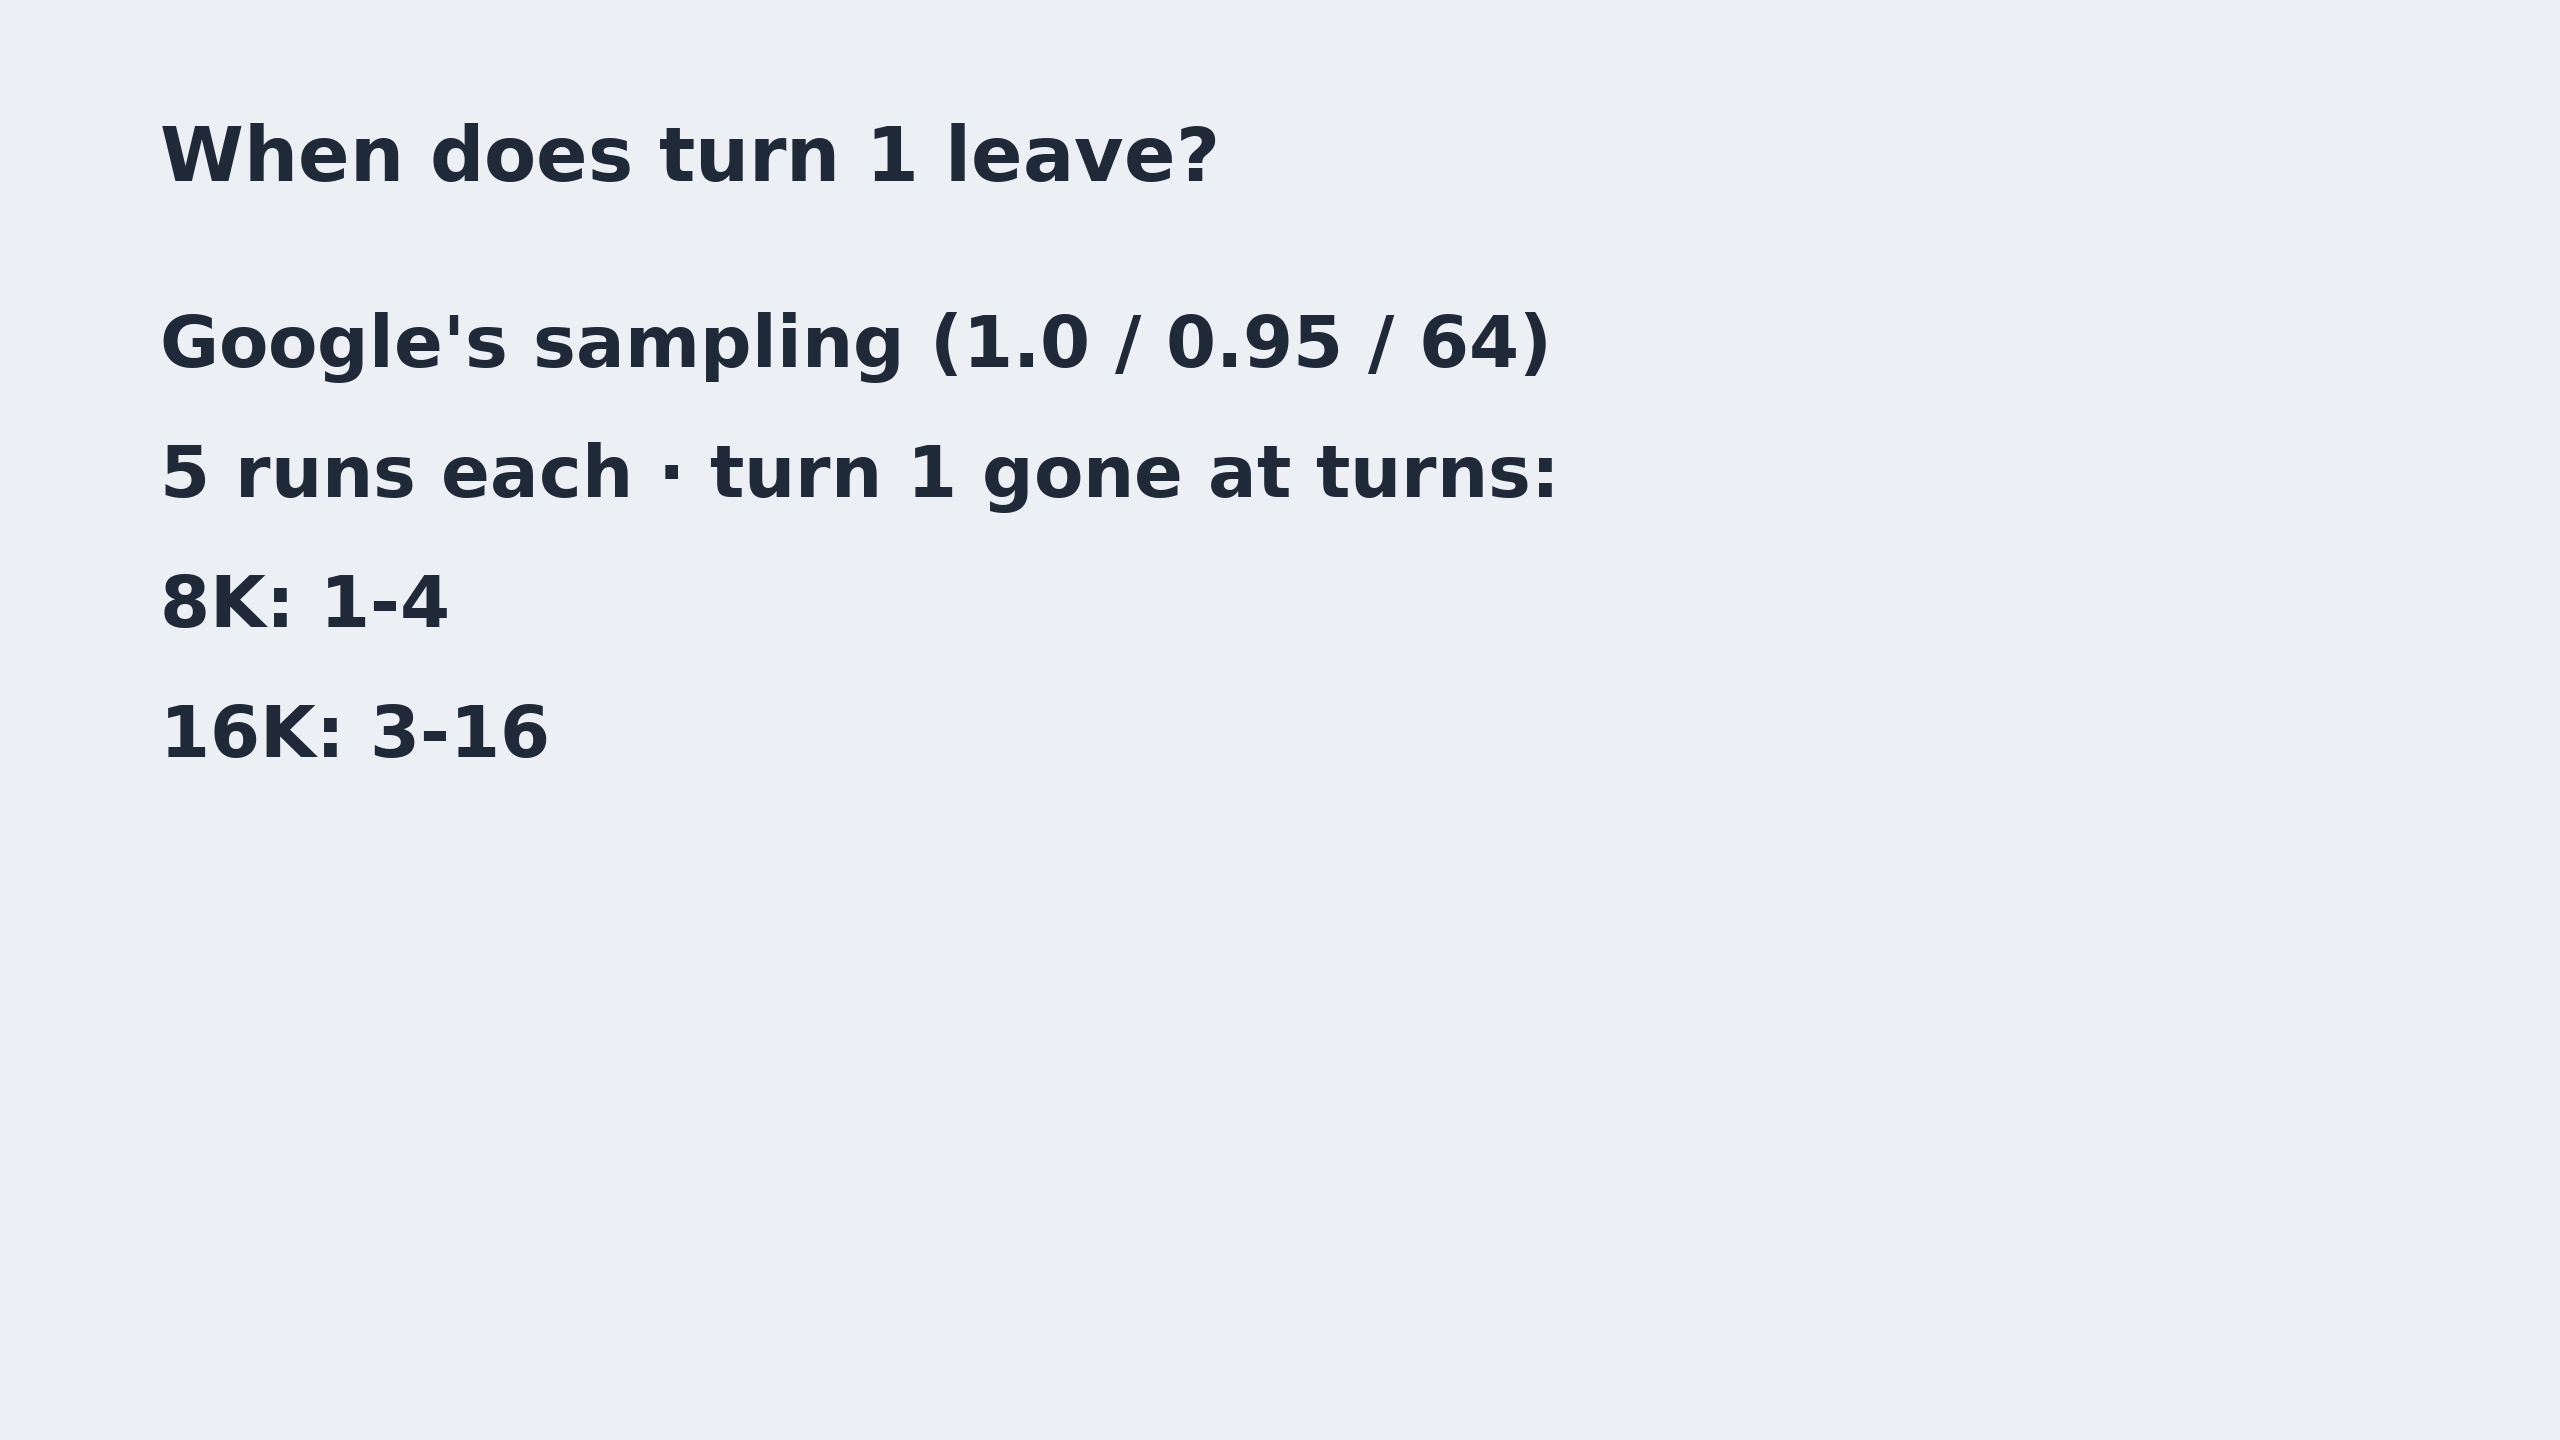 When does turn 1 leave?
Google's sampling (1.0 / 0.95 / 64)
5 runs each · turn 1 gone at turns:
8K: 1-4
16K: 3-16